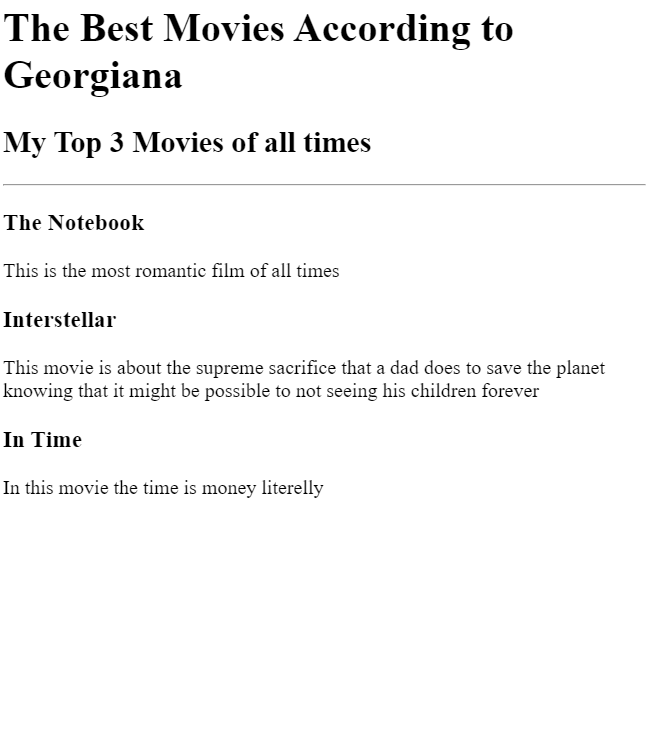 The Best Movies According to
Georgiana
My Top 3 Movies of all times
The Notebook
This is the most romantic film of all times
Interstellar
This movie is about the supreme sacrifice that a dad does to save the planet
knowing that it might be possible to not seeing his children forever
In Time
In this movie the time is money literelly